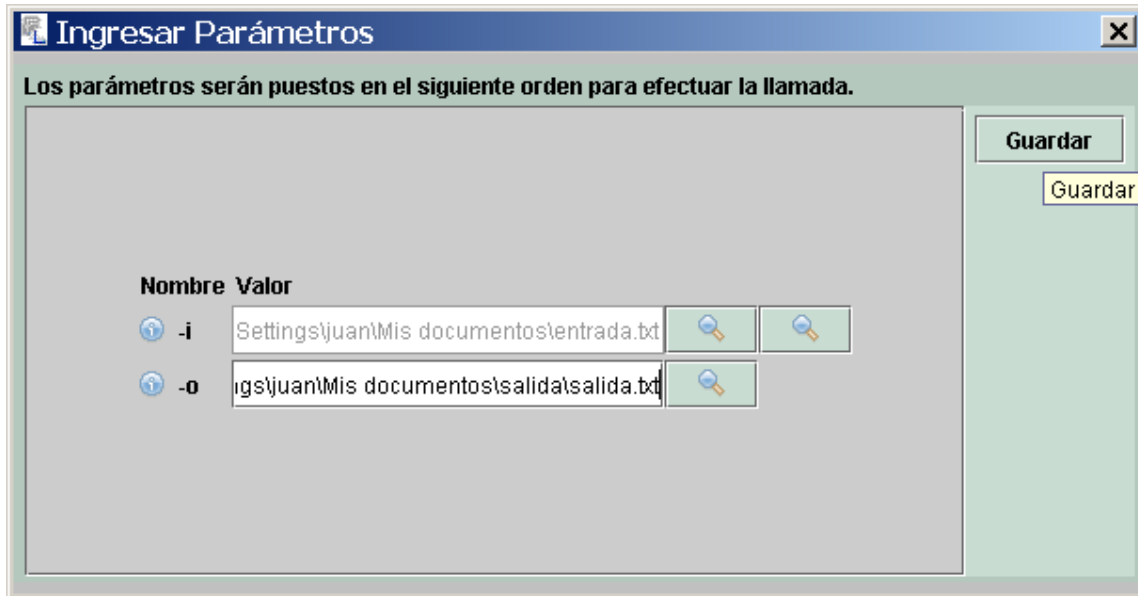 Ingresar Parámetros
Los parámetros serán puestos en el siguiente orden para efectuar la llamada.
Guardar
Guardar
Nombre Valor
-i Settings\juan\Mis documentos\entrada.txt
-o ngs\juan\Mis documentos\salida\salida.txt